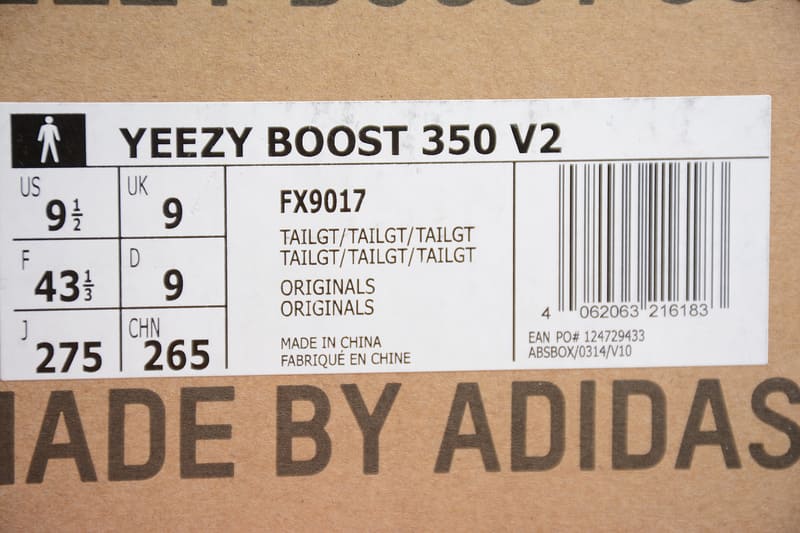 YEEZY BOOST 350 V2
US 9 1/2
UK 9
F 43 1/3
D 9
J 275
CHN 265
FX9017
TAILGT/TAILGT/TAILGT
TAILGT/TAILGT/TAILGT
ORIGINALS
ORIGINALS
MADE IN CHINA
FABRIQUÉ EN CHINE
4 062063 216183
EAN PO# 124729433
ABSBOX/0314/V10
MADE BY ADIDAS